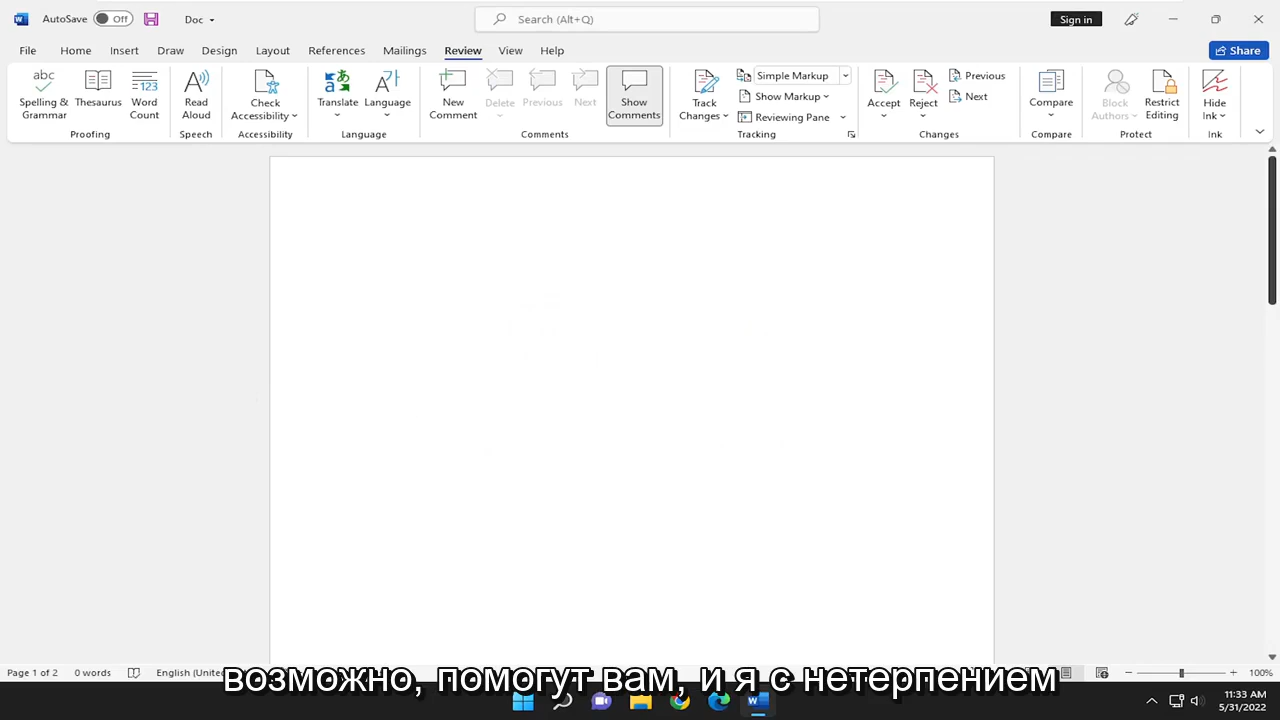 AutoSave Off Doc Search (Alt+Q) Sign in
File Home Insert Draw Design Layout References Mailings Review View Help Share
abc Spelling & Grammar
Thesaurus
123 Word Count
Proofing
Read Aloud
Speech
Check Accessibility
Accessibility
Translate
Language
Language
New Comment
Delete
Previous
Next
Show Comments
Comments
Track Changes
Simple Markup
Show Markup
Reviewing Pane
Tracking
Accept
Reject
Previous
Next
Changes
Compare
Compare
Block Authors
Restrict Editing
Protect
Hide Ink
Ink
Page 1 of 2 0 words English (Unite 100%
возможно, помогут вам, и я с нетерпением
11:33 AM
5/31/2022